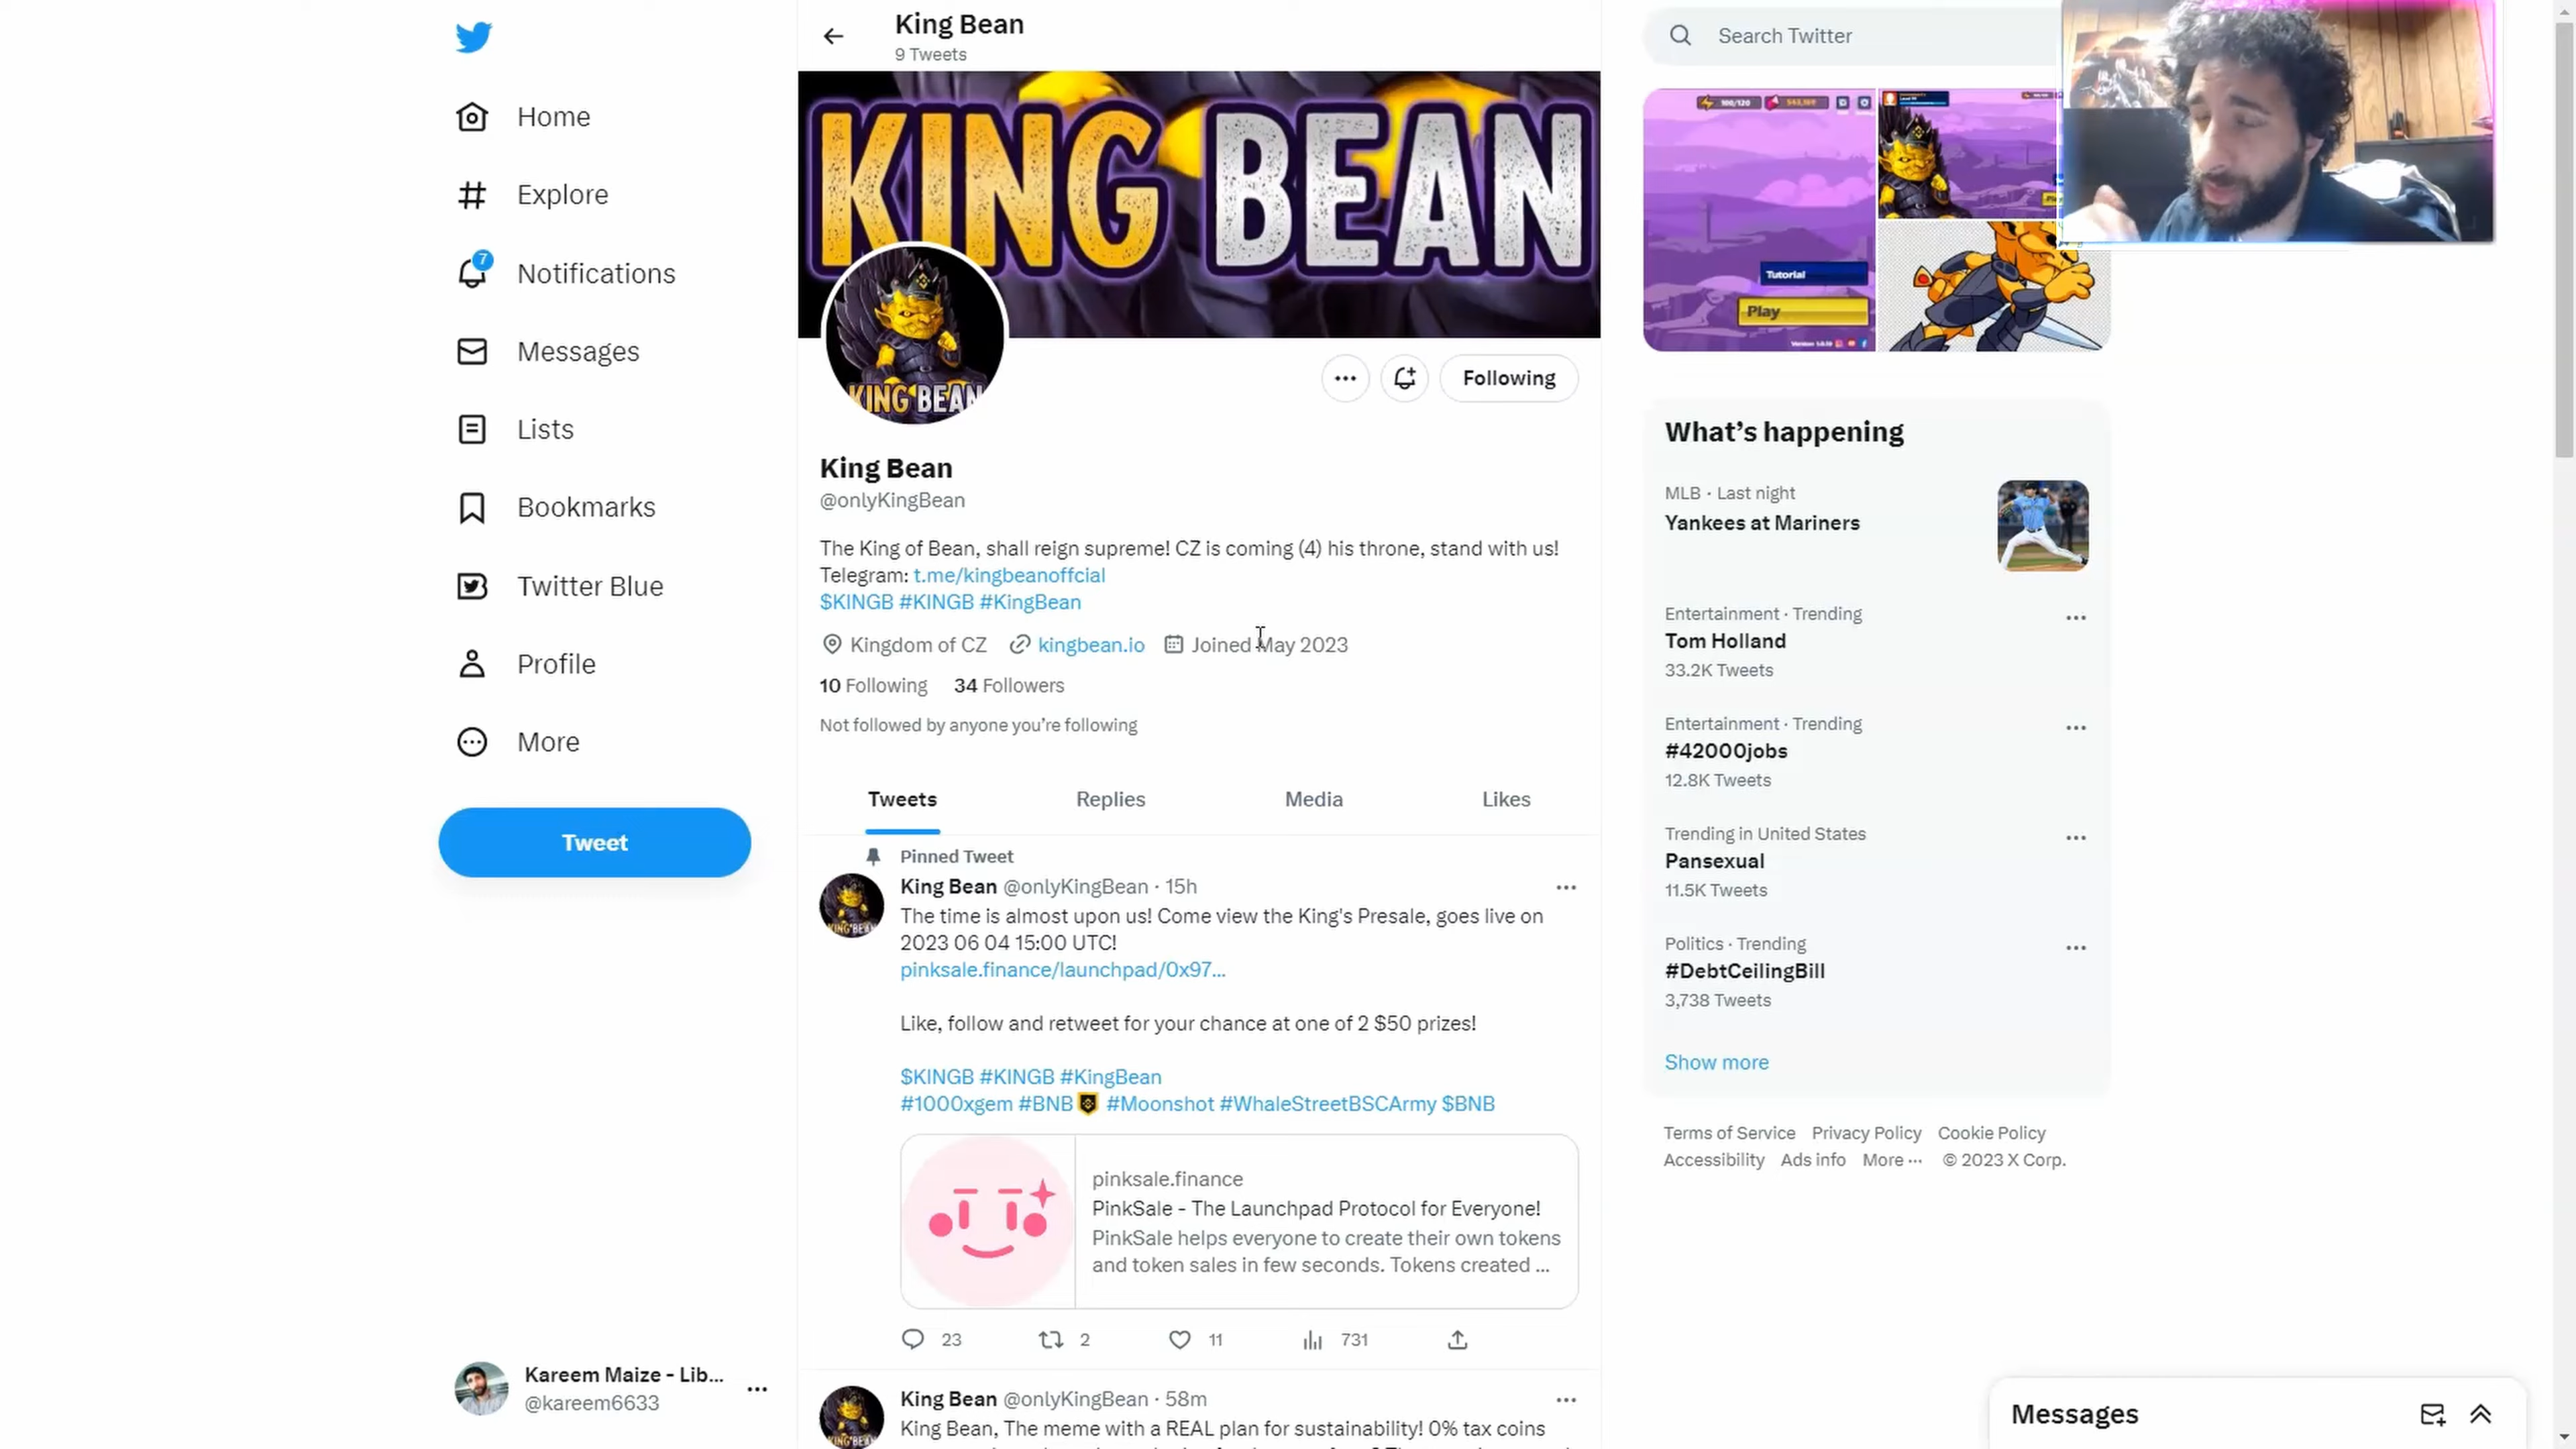 King Bean
9 Tweets
Search Twitter
Home
Explore
7
Notifications
Messages
Lists
Bookmarks
Twitter Blue
Profile
More
Tweet
KING BEAN
KING BEAN
Following
King Bean
@onlyKingBean
The King of Bean, shall reign supreme! CZ is coming (4) his throne, stand with us!
Telegram: t.me/kingbeanoffcial
$KINGB #KINGB #KingBean
Kingdom of CZ kingbean.io Joined May 2023
10 Following 34 Followers
Not followed by anyone you’re following
Tweets Replies Media Likes
Pinned Tweet
King Bean @onlyKingBean · 15h
The time is almost upon us! Come view the King's Presale, goes live on
2023 06 04 15:00 UTC!
pinksale.finance/launchpad/0x97...
Like, follow and retweet for your chance at one of 2 $50 prizes!
$KINGB #KINGB #KingBean
#1000xgem #BNB #Moonshot #WhaleStreetBSCArmy $BNB
pinksale.finance
PinkSale - The Launchpad Protocol for Everyone!
PinkSale helps everyone to create their own tokens
and token sales in few seconds. Tokens created ...
23 2 11 731
King Bean @onlyKingBean · 58m
King Bean, The meme with a REAL plan for sustainability! 0% tax coins
100/120
Tutorial
Play
What’s happening
MLB · Last night
Yankees at Mariners
Entertainment · Trending
Tom Holland
33.2K Tweets
Entertainment · Trending
#42000jobs
12.8K Tweets
Trending in United States
Pansexual
11.5K Tweets
Politics · Trending
#DebtCeilingBill
3,738 Tweets
Show more
Terms of Service Privacy Policy Cookie Policy
Accessibility Ads info More ··· © 2023 X Corp.
Kareem Maize - Lib...
@kareem6633
Messages